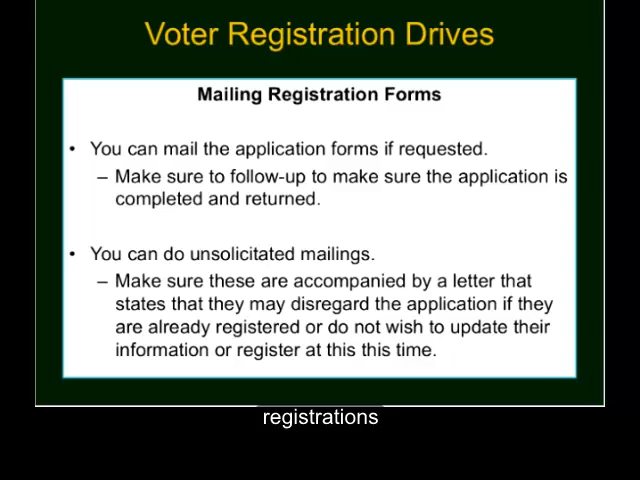 Voter Registration Drives
Mailing Registration Forms
• You can mail the application forms if requested.
– Make sure to follow-up to make sure the application is
completed and returned.
• You can do unsolicitated mailings.
– Make sure these are accompanied by a letter that
states that they may disregard the application if they
are already registered or do not wish to update their
information or register at this this time.
registrations